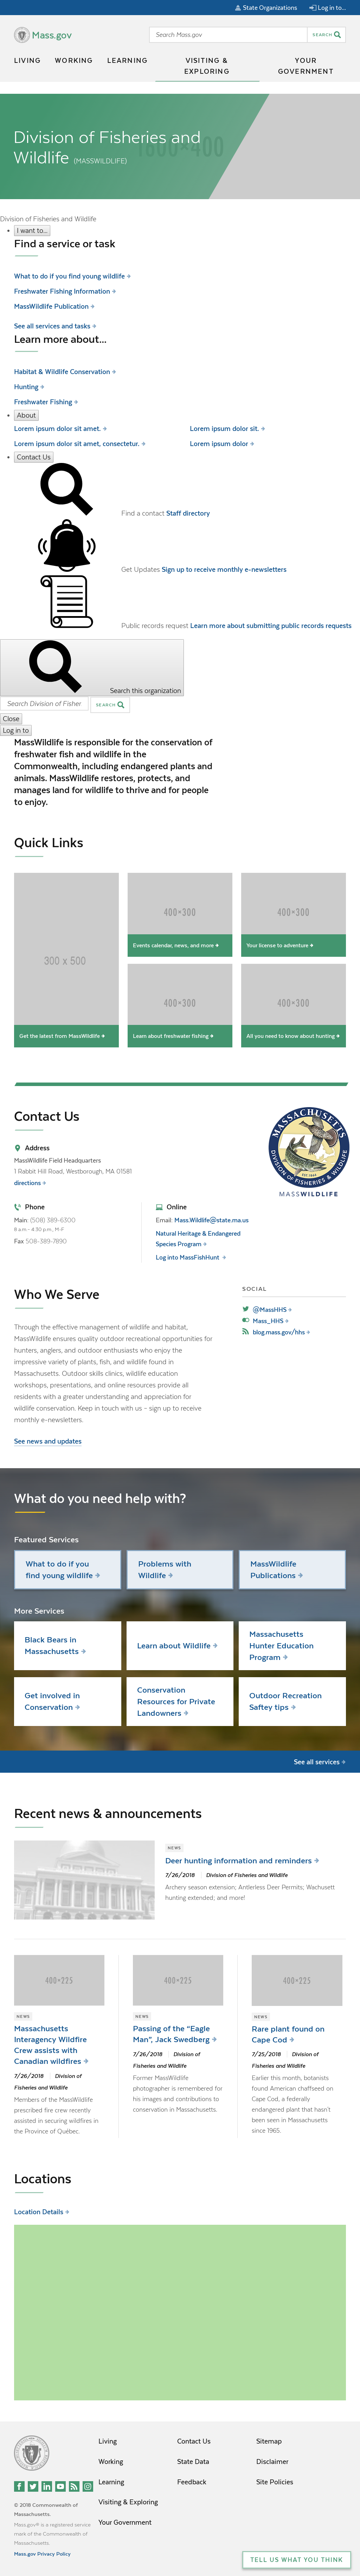 State Organizations
Log in to...
Mass.gov
Search Mass.gov
SEARCH
LIVING
WORKING
LEARNING
VISITING &
EXPLORING
YOUR
GOVERNMENT
1600×400
Division of Fisheries and
Wildlife (MASSWILDLIFE)
Division of Fisheries and Wildlife
I want to...
Find a service or task
What to do if you find young wildlife
Freshwater Fishing Information
MassWildlife Publication
See all services and tasks
Learn more about...
Habitat & Wildlife Conservation
Hunting
Freshwater Fishing
About
Lorem ipsum dolor sit amet.
Lorem ipsum dolor sit.
Lorem ipsum dolor sit amet, consectetur.
Lorem ipsum dolor
Contact Us
Find a contact Staff directory
Get Updates Sign up to receive monthly e-newsletters
Public records request Learn more about submitting public records requests
Search this organization
Search Division of Fisher
SEARCH
Close
Log in to
MassWildlife is responsible for the conservation of
freshwater fish and wildlife in the
Commonwealth, including endangered plants and
animals. MassWildlife restores, protects, and
manages land for wildlife to thrive and for people
to enjoy.
Quick Links
300 x 500
Get the latest from MassWildlife
400×300
Events calendar, news, and more
400×300
Your license to adventure
400×300
Learn about freshwater fishing
400×300
All you need to know about hunting
Contact Us
Address
MassWildlife Field Headquarters
1 Rabbit Hill Road, Westborough, MA 01581
directions
Phone
Main: (508) 389-6300
8 a.m - 4:30 p.m., M-F
Fax 508-389-7890
Online
Email: Mass.Wildlife@state.ma.us
Natural Heritage & Endangered
Species Program
Log into MassFishHunt
MASSACHUSETTS
DIVISION OF FISHERIES & WILDLIFE
MASSWILDLIFE
Who We Serve
Through the effective management of wildlife and habitat,
MassWildlife ensures quality outdoor recreational opportunities for
hunters, anglers, and outdoor enthusiasts who enjoy the
impressive variety of plants, fish, and wildlife found in
Massachusetts. Outdoor skills clinics, wildlife education
workshops, presentations, and online resources provide all
residents with a greater understanding and appreciation for
wildlife conservation. Keep in touch with us – sign up to receive
monthly e-newsletters.
See news and updates
SOCIAL
@MassHHS
Mass_HHS
blog.mass.gov/hhs
What do you need help with?
Featured Services
What to do if you
find young wildlife
Problems with
Wildlife
MassWildlife
Publications
More Services
Black Bears in
Massachusetts
Learn about Wildlife
Massachusetts
Hunter Education
Program
Get involved in
Conservation
Conservation
Resources for Private
Landowners
Outdoor Recreation
Saftey tips
See all services
Recent news & announcements
NEWS
Deer hunting information and reminders
7/26/2018 Division of Fisheries and Wildlife
Archery season extension; Antlerless Deer Permits; Wachusett
hunting expanded; and more!
400×225
NEWS
Massachusetts
Interagency Wildfire
Crew assists with
Canadian wildfires
7/26/2018 Division of
Fisheries and Wildlife
Members of the MassWildlife
prescribed fire crew recently
assisted in securing wildfires in
the Province of Québec.
400×225
NEWS
Passing of the "Eagle
Man", Jack Swedberg
7/26/2018 Division of
Fisheries and Wildlife
Former MassWildlife
photographer is remembered for
his images and contributions to
conservation in Massachusetts.
400×225
NEWS
Rare plant found on
Cape Cod
7/25/2018 Division of
Fisheries and Wildlife
Earlier this month, botanists
found American chaffseed on
Cape Cod, a federally
endangered plant that hasn't
been seen in Massachusetts
since 1965.
Locations
Location Details
Living
Working
Learning
Visiting & Exploring
Your Government
Contact Us
State Data
Feedback
Sitemap
Disclaimer
Site Policies
© 2018 Commonwealth of
Massachusetts.
Mass.gov® is a registered service
mark of the Commonwealth of
Massachusetts.
Mass.gov Privacy Policy
TELL US WHAT YOU THINK